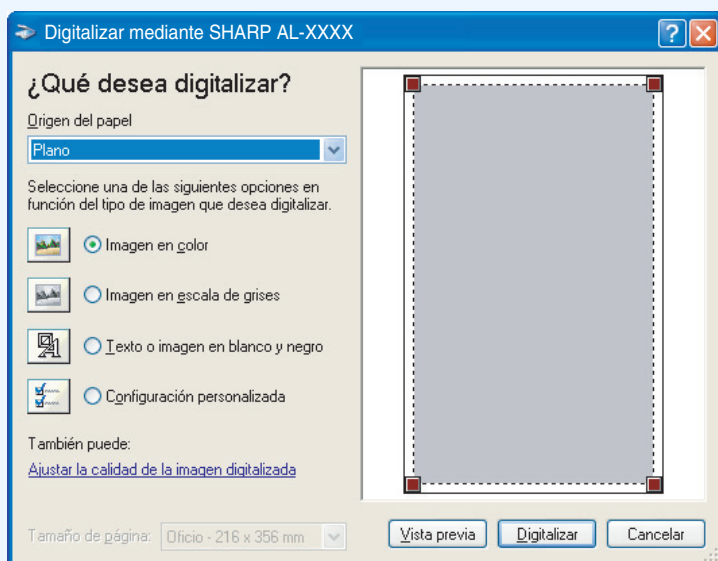 Digitalizar mediante SHARP AL-XXXX
¿Qué desea digitalizar?
Origen del papel
Plano
Seleccione una de las siguientes opciones en
función del tipo de imagen que desea digitalizar.
Imagen en color
Imagen en escala de grises
Texto o imagen en blanco y negro
Configuración personalizada
También puede:
Ajustar la calidad de la imagen digitalizada
Tamaño de página: Oficio - 216 x 356 mm
Vista previa Digitalizar Cancelar